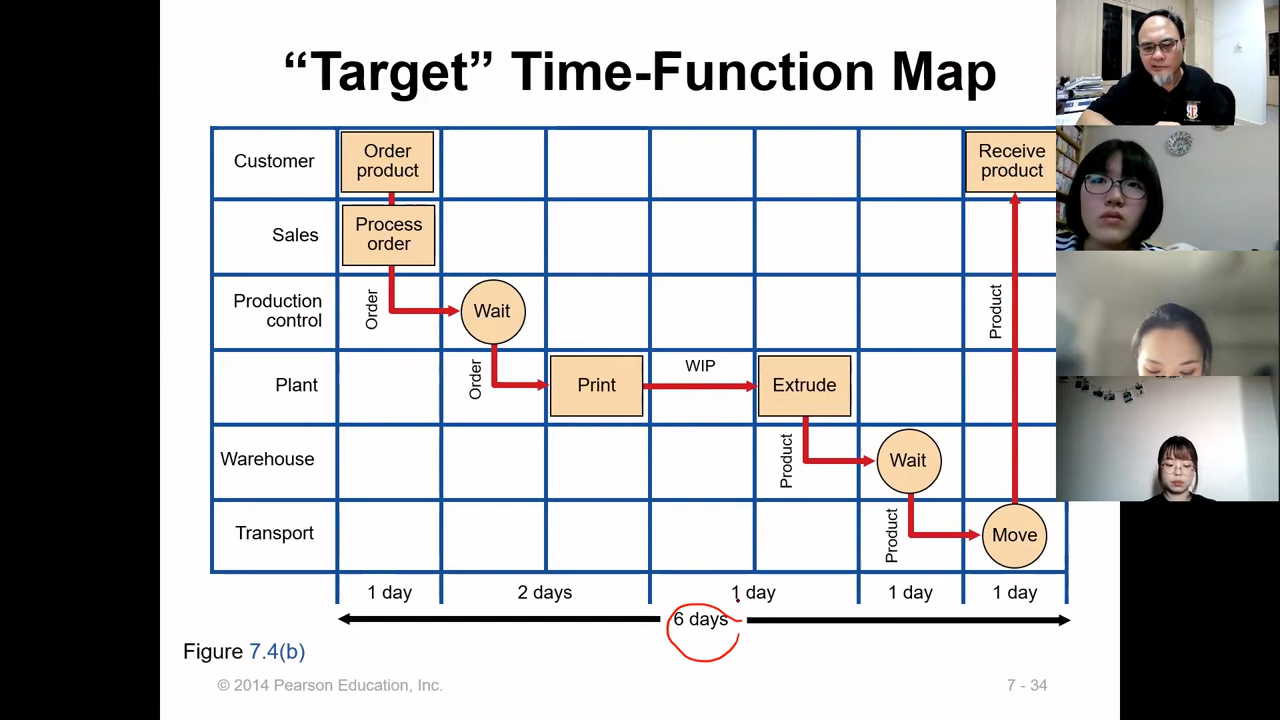 “Target” Time-Function Map
Customer
Order
product
Receive
product
Sales
Process
order
Production
control
Order
Wait
Product
Plant
Order
Print
WIP
Extrude
Warehouse
Product
Wait
Transport
Product
Move
1 day
2 days
1 day
1 day
1 day
6 days
Figure 7.4(b)
© 2014 Pearson Education, Inc.
7 - 34